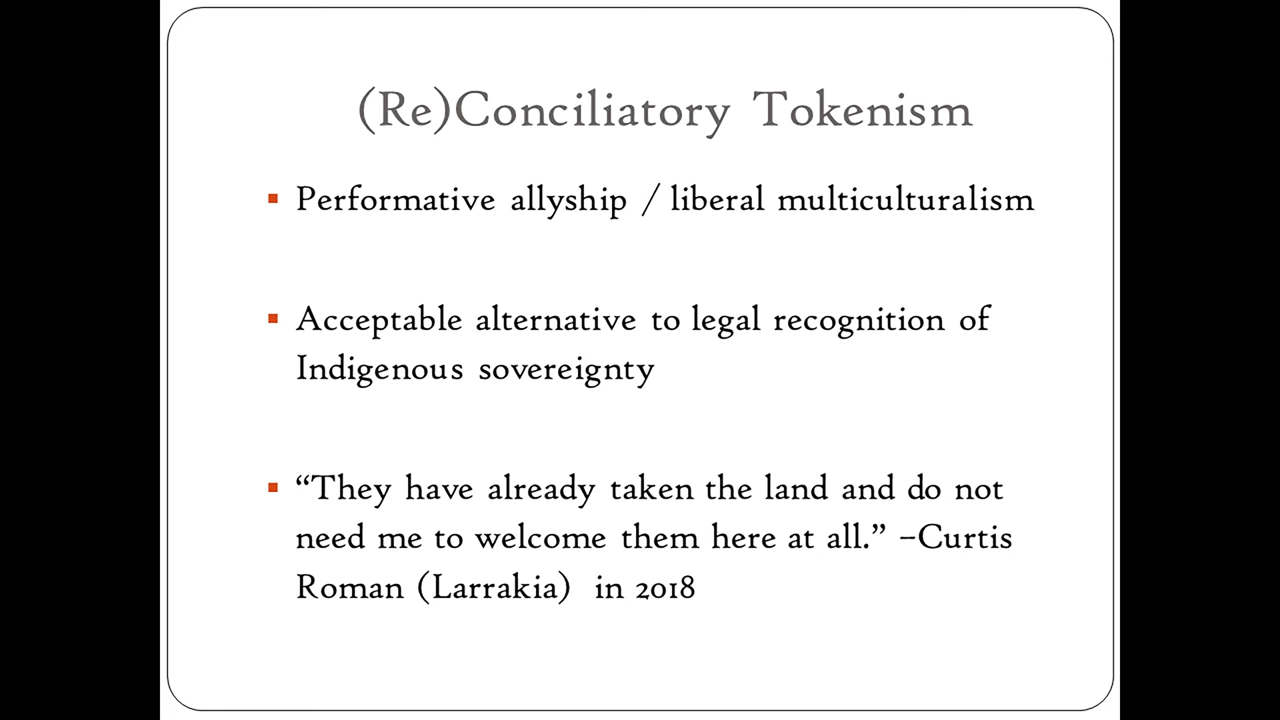 (Re)Conciliatory Tokenism
▪ Performative allyship / liberal multiculturalism
▪ Acceptable alternative to legal recognition of
Indigenous sovereignty
▪ “They have already taken the land and do not
need me to welcome them here at all.” –Curtis
Roman (Larrakia) in 2018